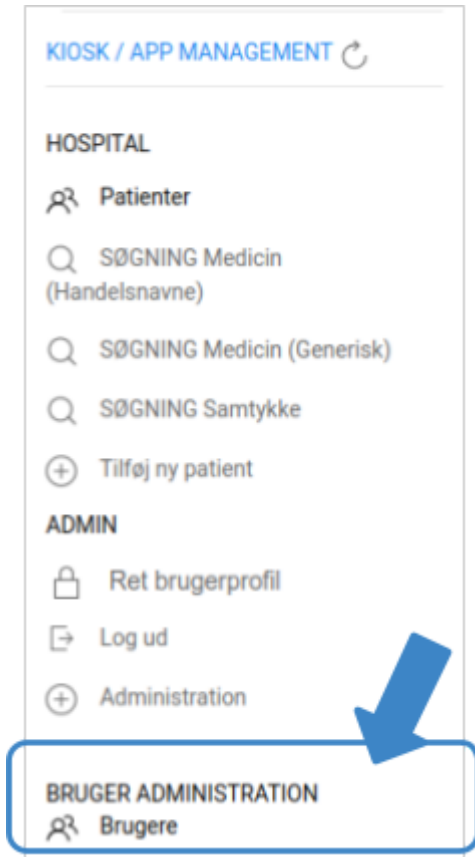 KIOSK / APP MANAGEMENT
HOSPITAL
Patienter
SØGNING Medicin
(Handelsnavne)
SØGNING Medicin (Generisk)
SØGNING Samtykke
Tilføj ny patient
ADMIN
Ret brugerprofil
Log ud
Administration
BRUGER ADMINISTRATION
Brugere